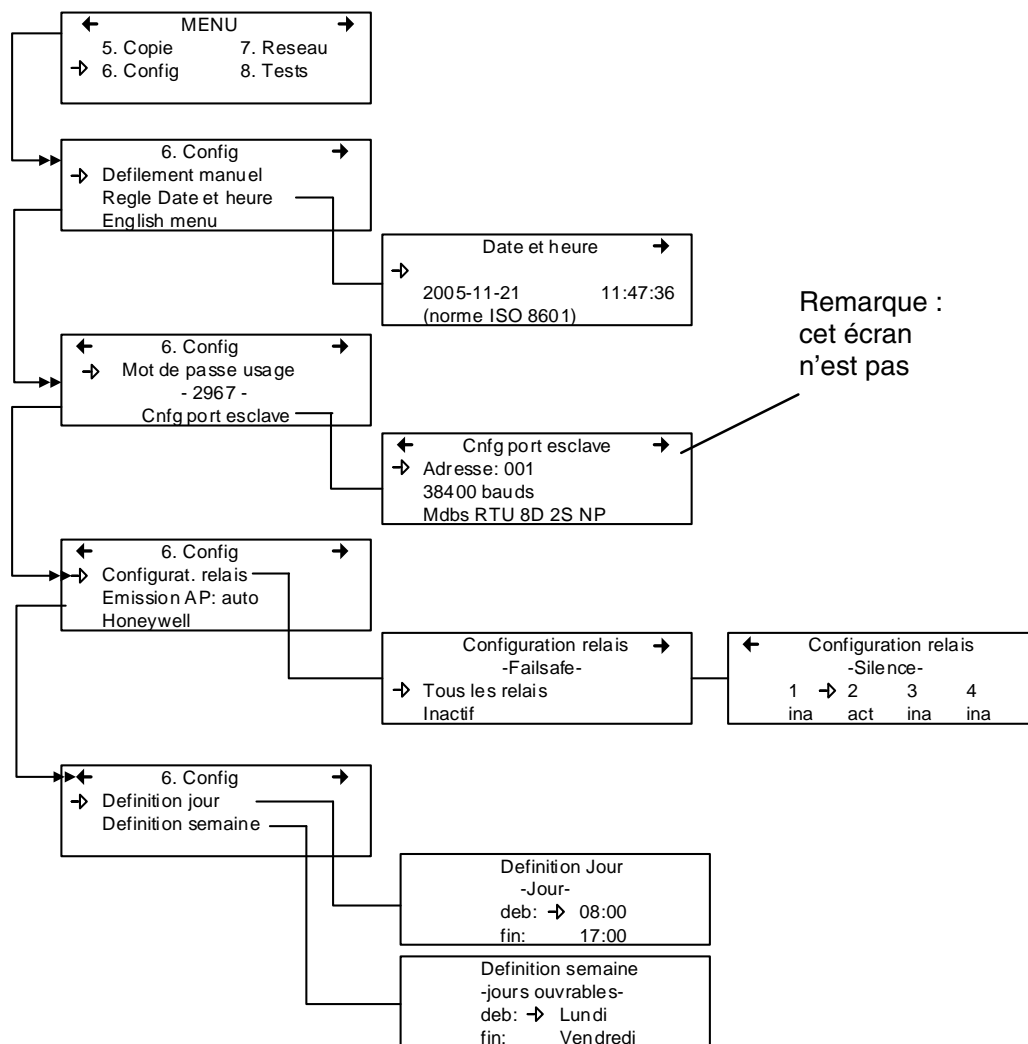 MENU
5. Copie 7. Reseau
6. Config 8. Tests
6. Config
Defilement manuel
Regle Date et heure
English menu
Date et heure
2005-11-21 11:47:36
(norme ISO 8601)
Remarque :
cet écran
n'est pas
6. Config
Mot de passe usage
- 2967 -
Cnfg port esclave
Cnfg port esclave
Adresse: 001
38400 bauds
Mdbs RTU 8D 2S NP
6. Config
Configurat. relais
Emission AP: auto
Honeywell
Configuration relais
-Failsafe-
Tous les relais
Inactif
Configuration relais
-Silence-
1 2 3 4
ina act ina ina
6. Config
Definition jour
Definition semaine
Definition Jour
-Jour-
deb: 08:00
fin: 17:00
Definition semaine
-jours ouvrables-
deb: Lundi
fin: Vendredi